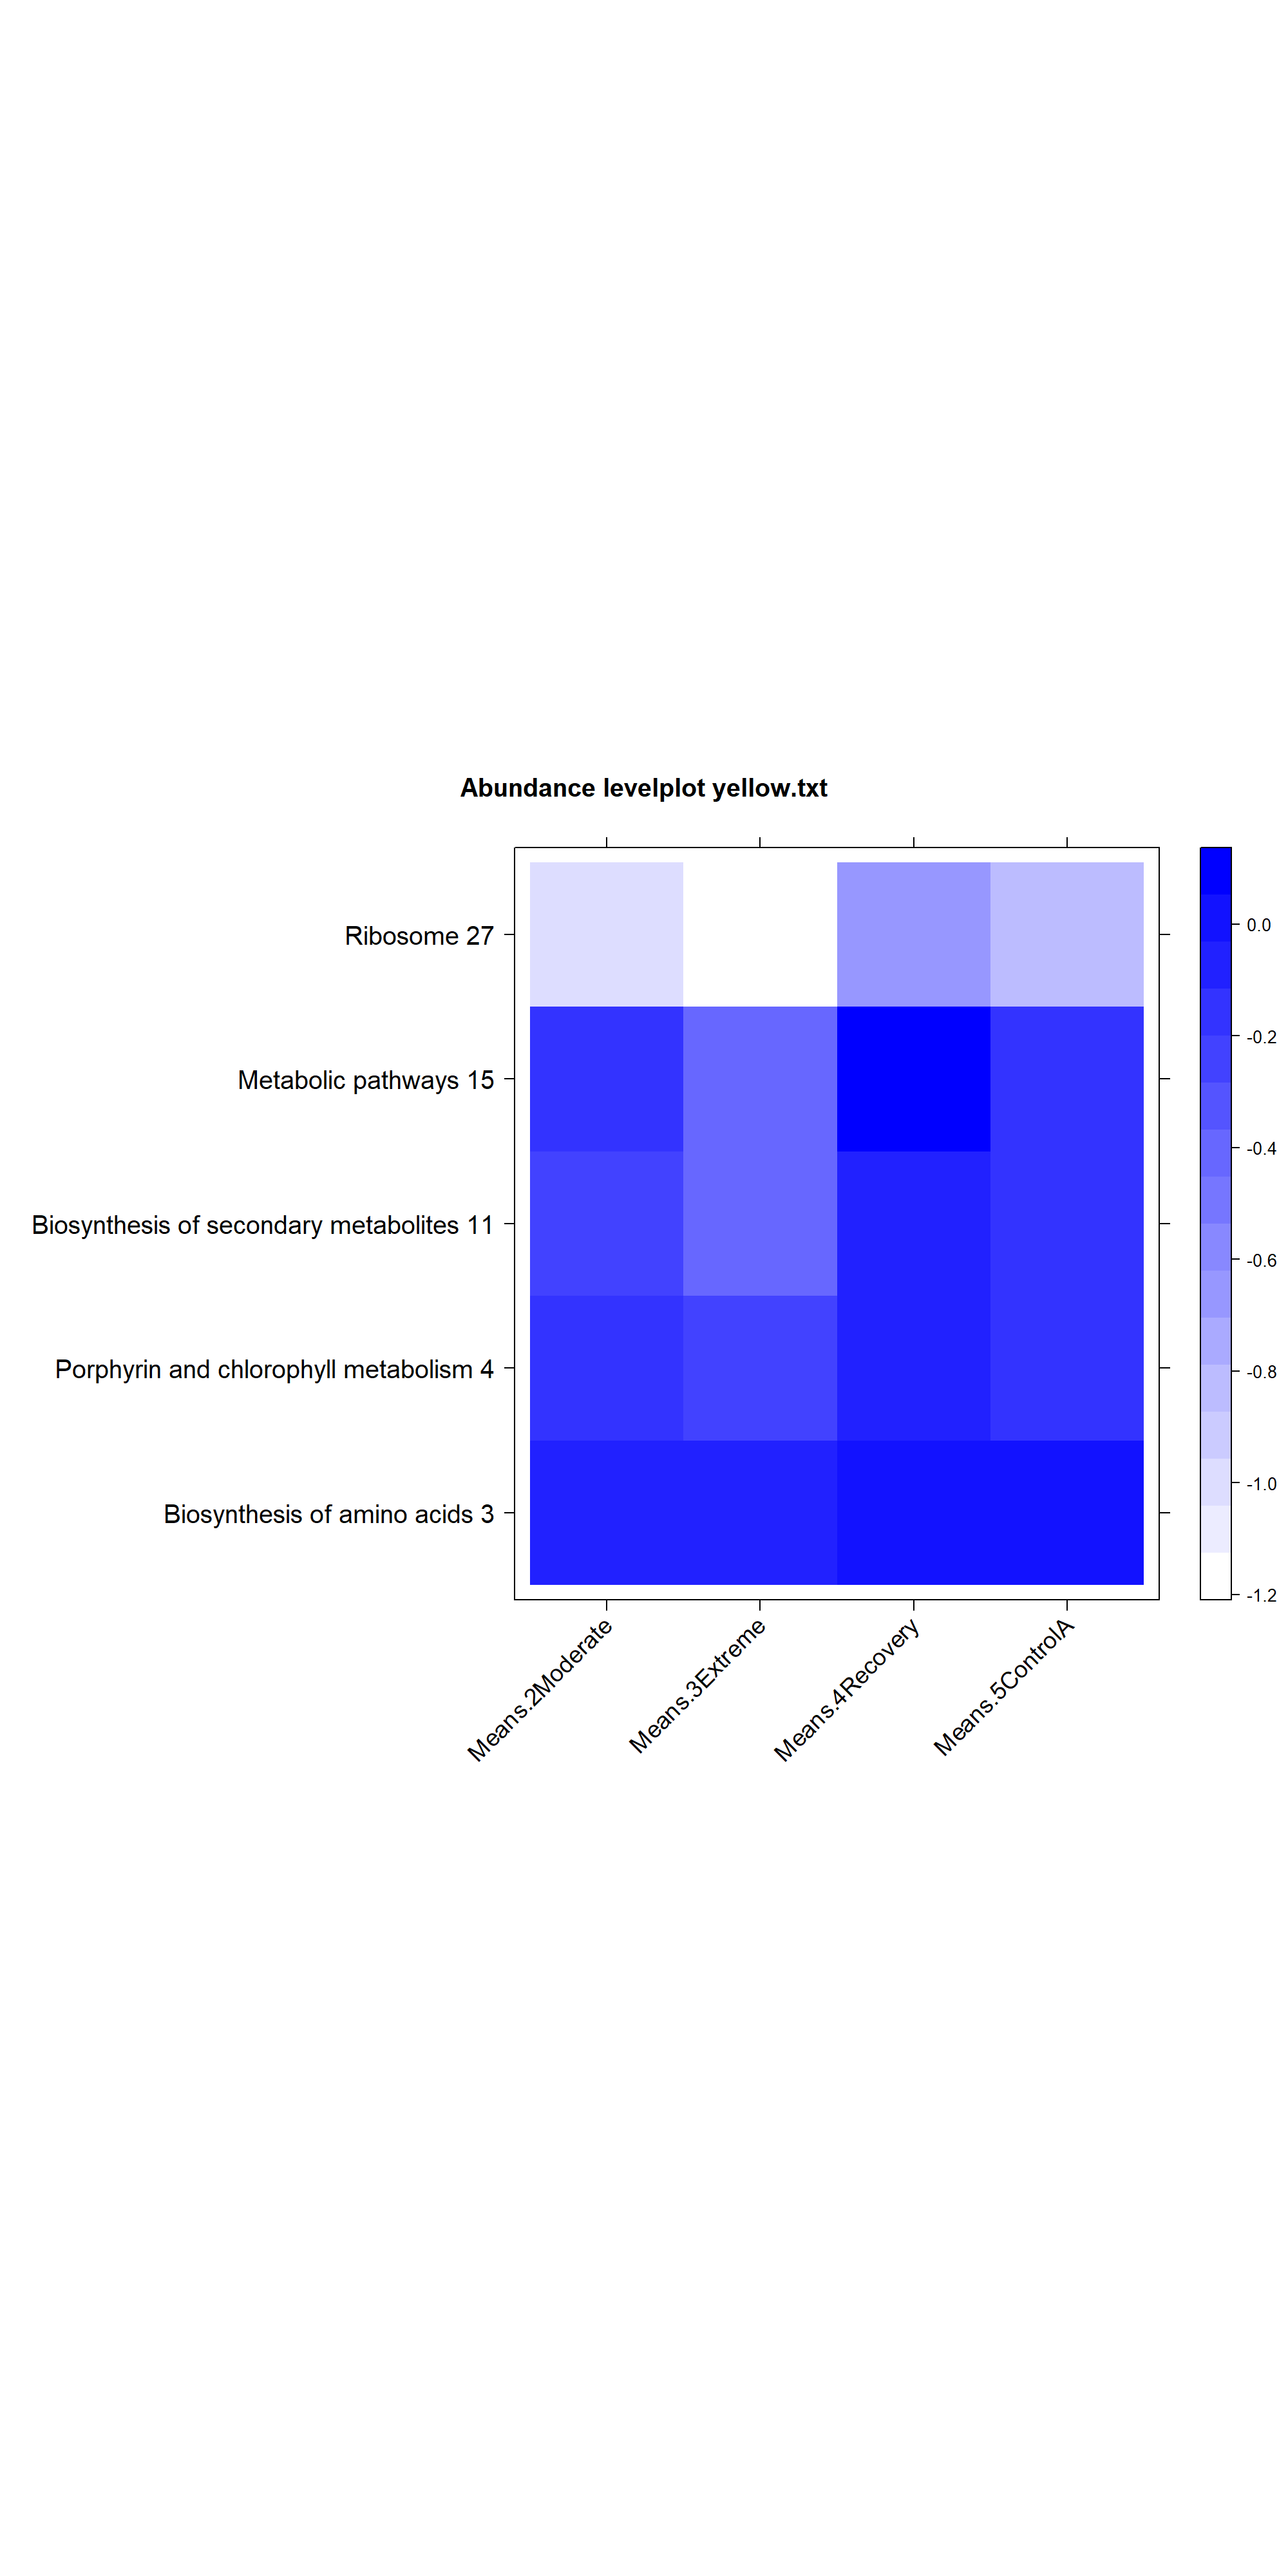 Abundance levelplot yellow.txt
Ribosome 27
Metabolic pathways 15
Biosynthesis of secondary metabolites 11
Porphyrin and chlorophyll metabolism 4
Biosynthesis of amino acids 3
Means.2Moderate
Means.3Extreme
Means.4Recovery
Means.5ControlA
0.0
-0.2
-0.4
-0.6
-0.8
-1.0
-1.2